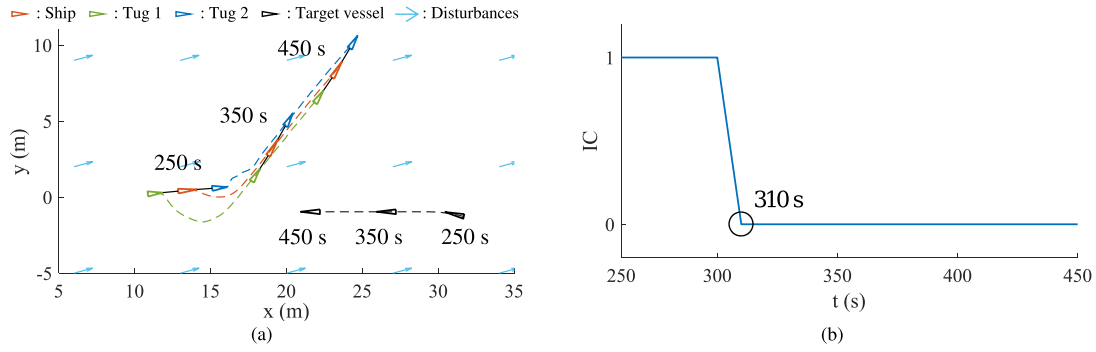 : Ship : Tug 1 : Tug 2 : Target vessel : Disturbances
10
5
0
-5
y (m)
450 s
350 s
250 s
450 s 350 s 250 s
5 10 15 20 25 30 35
x (m)
(a)
1
0
IC
310 s
250 300 350 400 450
t (s)
(b)